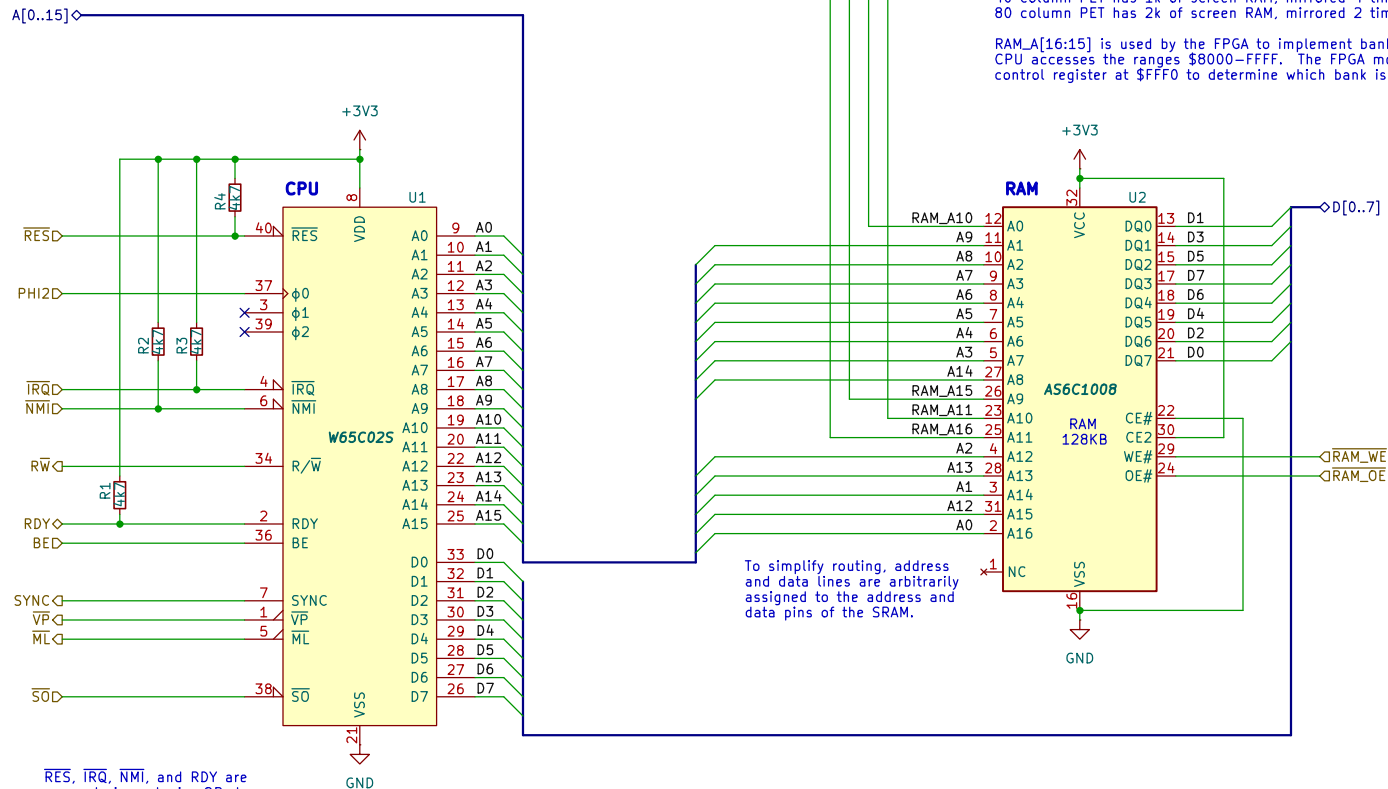 A[0..15]
80 column PET has 2k of screen RAM, mirrored 2
RAM_A[16:15] is used by the FPGA to implement
CPU accesses the ranges $8000-FFFF. The FPGA
control register at $FFF0 to determine which bank is
+3V3
CPU
U1
W65C02S
R4
4k7
R2
4k7
R3
4k7
R1
4k7
RES
PHI2
IRQ
NMI
RW
RDY
BE
SYNC
VP
ML
SO
40 RES
37 ϕ0
3 ϕ1
39 ϕ2
4 IRQ
6 NMI
34 R/W
2 RDY
36 BE
7 SYNC
1 VP
5 ML
38 SO
8 VDD
21 VSS
A0 9 A0
A1 10 A1
A2 11 A2
A3 12 A3
A4 13 A4
A5 14 A5
A6 15 A6
A7 16 A7
A8 17 A8
A9 18 A9
A10 19 A10
A11 20 A11
A12 22 A12
A13 23 A13
A14 24 A14
A15 25 A15
D0 33 D0
D1 32 D1
D2 31 D2
D3 30 D3
D4 29 D4
D5 28 D5
D6 27 D6
D7 26 D7
GND
RES, IRQ, NMI, and RDY are
+3V3
RAM
U2
AS6C1008
RAM
128KB
32 VCC
16 VSS
RAM_A10 12 A0
A9 11 A1
A8 10 A2
A7 9 A3
A6 8 A4
A5 7 A5
A4 6 A6
A3 5 A7
A14 27 A8
RAM_A15 26 A9
RAM_A11 23 A10
RAM_A16 25 A11
A2 4 A12
A13 28 A13
A1 3 A14
A12 31 A15
A0 2 A16
1 NC
DQ0 13 D1
DQ1 14 D3
DQ2 15 D5
DQ3 17 D7
DQ4 18 D6
DQ5 19 D4
DQ6 20 D2
DQ7 21 D0
CE# 22
CE2 30
WE# 29
OE# 24
D[0..7]
RAM_WE
RAM_OE
GND
To simplify routing, address
and data lines are arbitrarily
assigned to the address and
data pins of the SRAM.